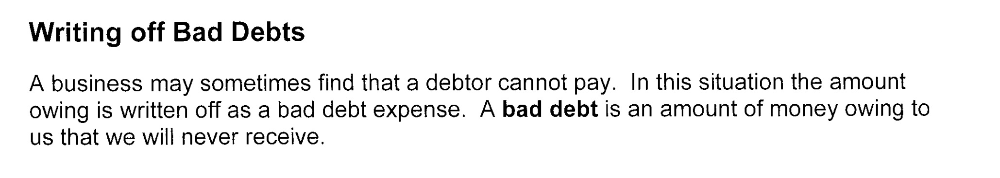 Writing off Bad Debts
A business may sometimes find that a debtor cannot pay.  In this situation the amount
owing is written off as a bad debt expense.  A bad debt is an amount of money owing to
us that we will never receive.